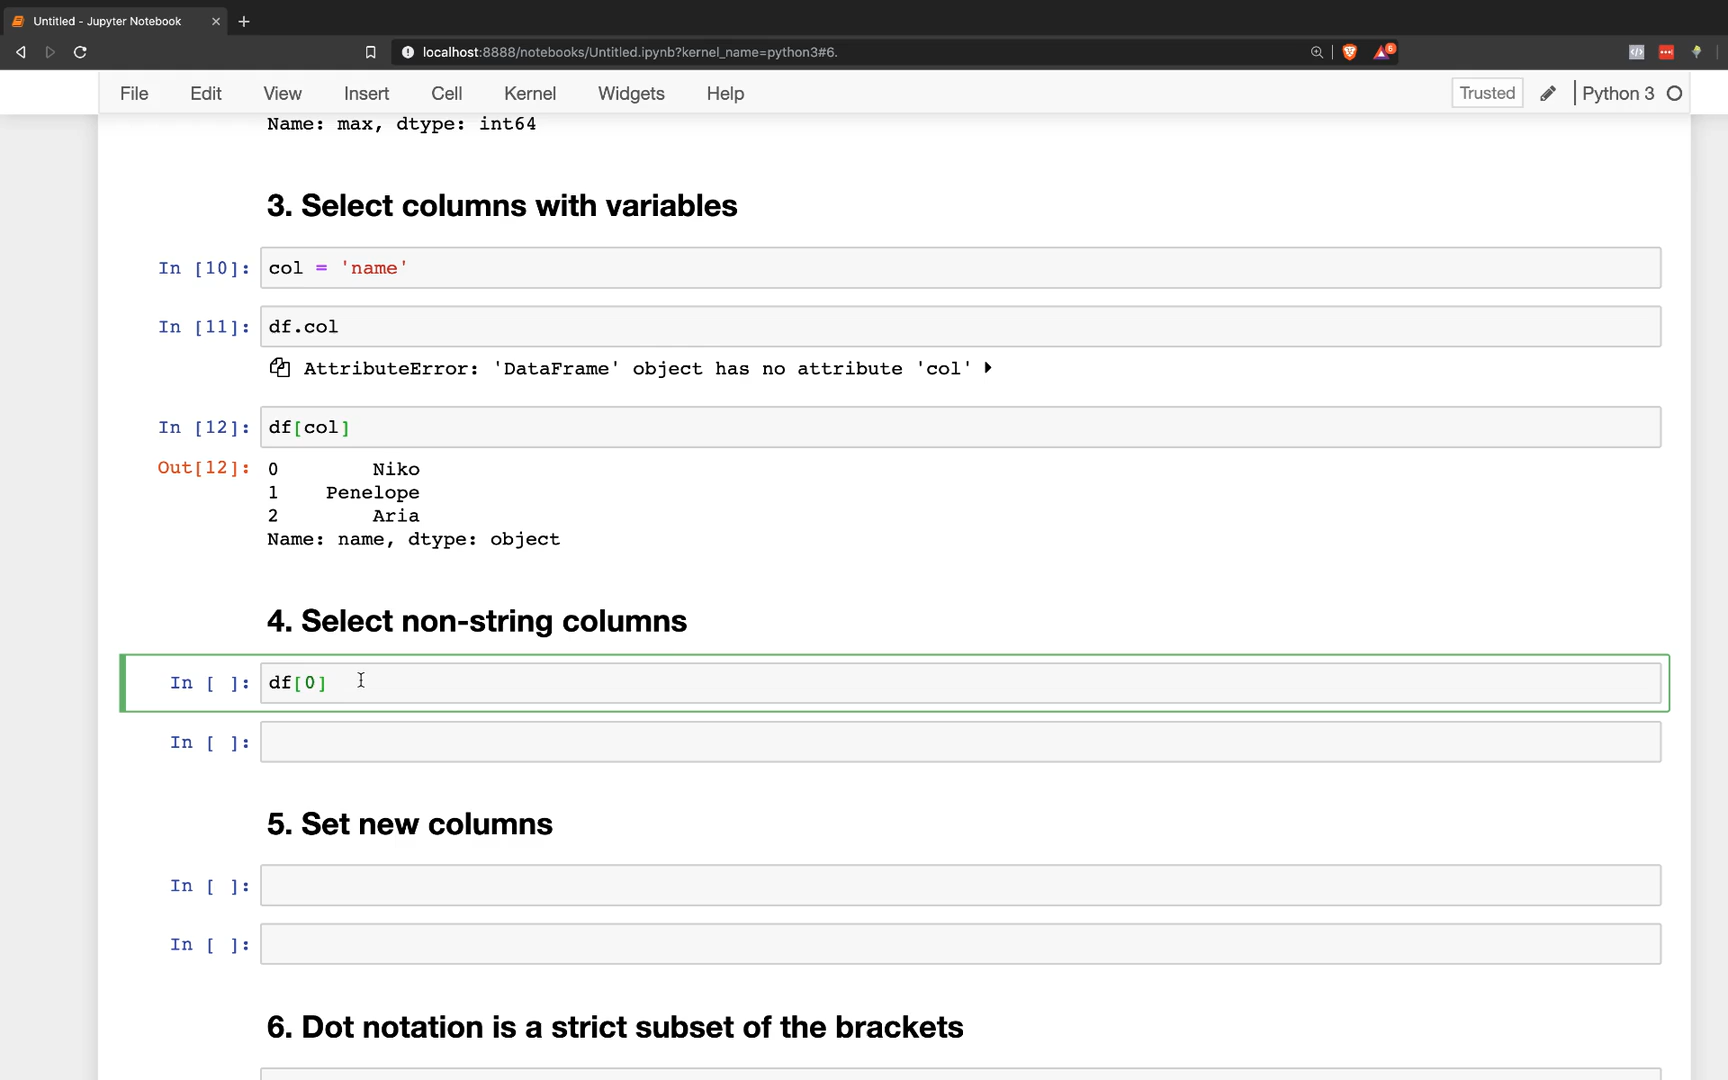 Untitled - Jupyter Notebook
localhost:8888/notebooks/Untitled.ipynb?kernel_name=python3#6.
6
File Edit View Insert Cell Kernel Widgets Help Trusted Python 3
Name: max, dtype: int64
3. Select columns with variables
In [10]: col = 'name'
In [11]: df.col
AttributeError: 'DataFrame' object has no attribute 'col'
In [12]: df[col]
Out[12]: 0 Niko
1 Penelope
2 Aria
Name: name, dtype: object
4. Select non-string columns
In [ ]: df[0]
In [ ]:
5. Set new columns
In [ ]:
In [ ]:
6. Dot notation is a strict subset of the brackets